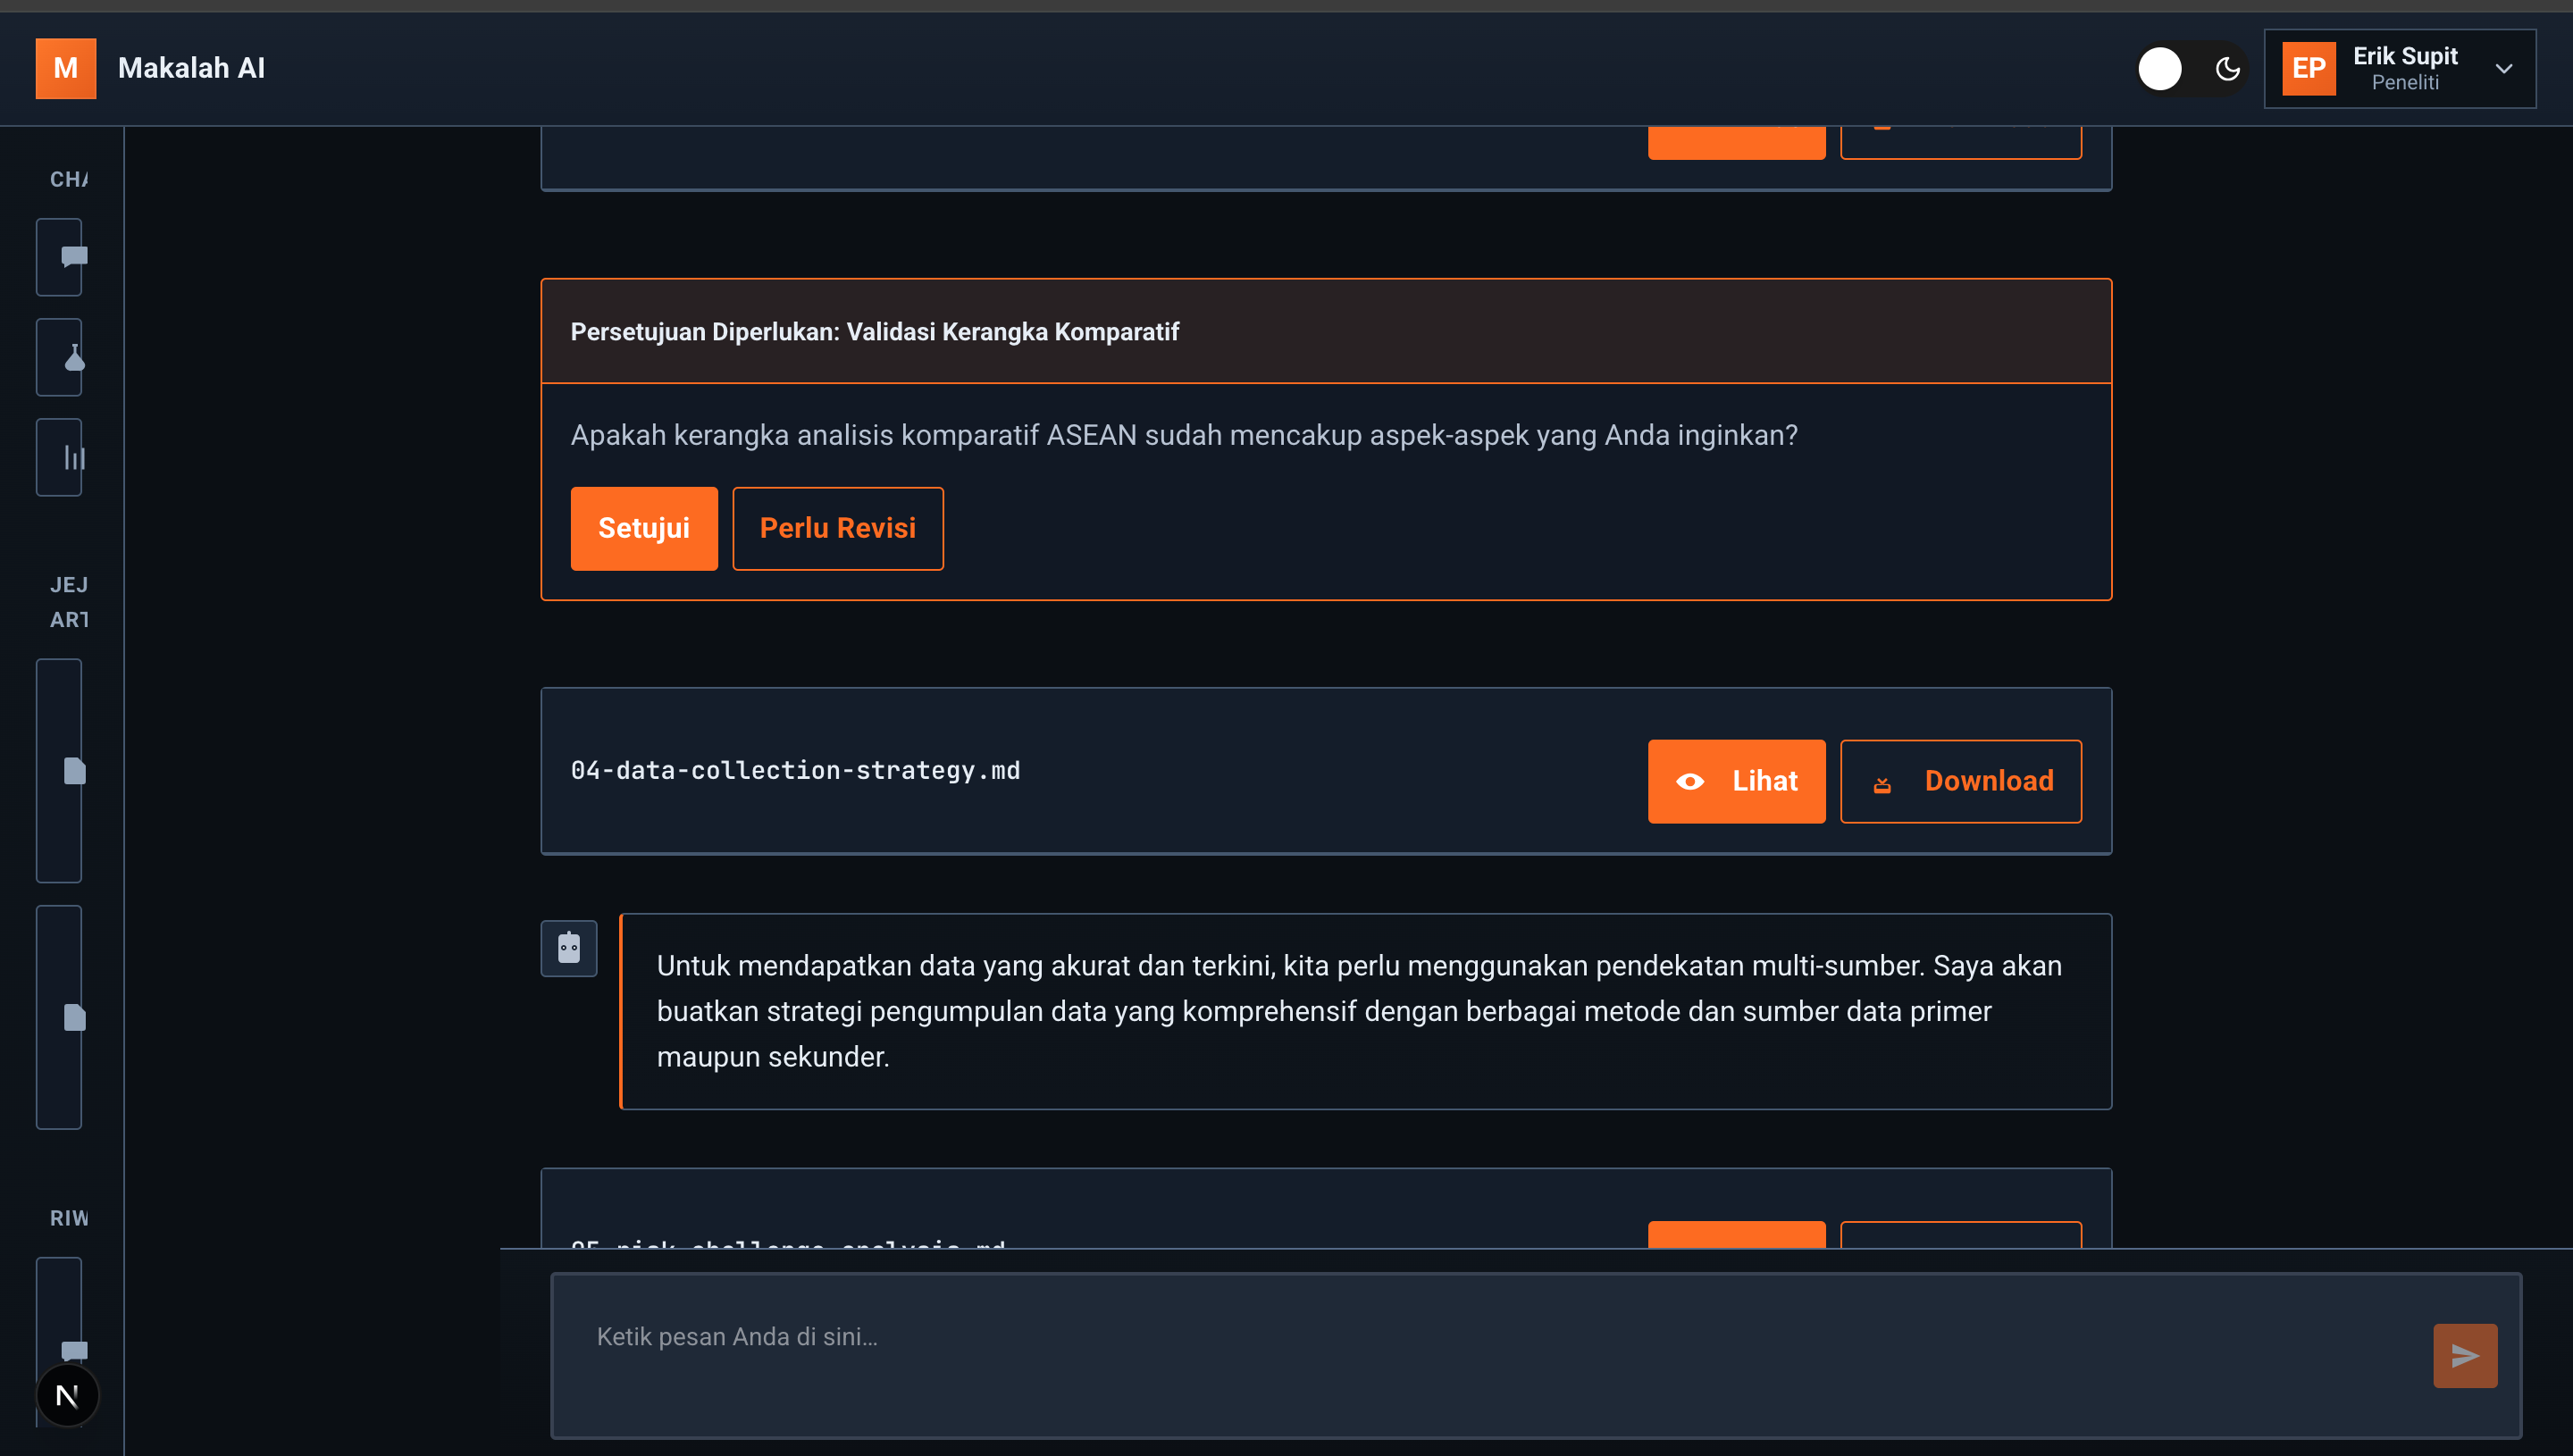 M Makalah AI
EP Erik Supit
Peneliti
CHA
JEJ
ART
RIW
N
Persetujuan Diperlukan: Validasi Kerangka Komparatif
Apakah kerangka analisis komparatif ASEAN sudah mencakup aspek-aspek yang Anda inginkan?
Setujui Perlu Revisi
04-data-collection-strategy.md Lihat Download
Untuk mendapatkan data yang akurat dan terkini, kita perlu menggunakan pendekatan multi-sumber. Saya akan
buatkan strategi pengumpulan data yang komprehensif dengan berbagai metode dan sumber data primer
maupun sekunder.
Ketik pesan Anda di sini...